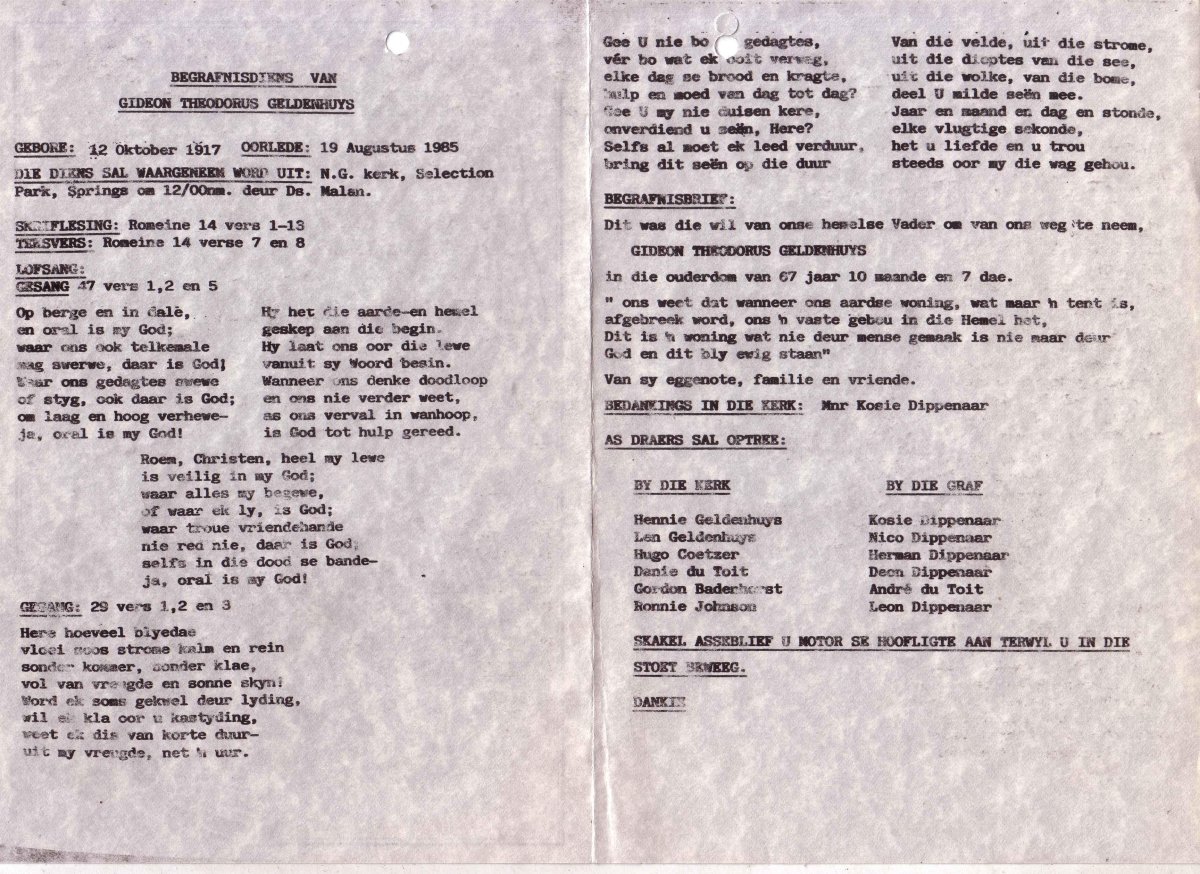 BEGRAFNISDIENS VAN
GIDEON THEODORUS GELDENHUYS
GEBORE: 12 Oktober 1917 OORLEDE: 19 Augustus 1985
DIE DIENS SAL WAARGENEEM WORD UIT: N.G. kerk, Selection
Park, Springs om 12/00nm. deur Ds. Malan.
SKRIFLESING: Romeine 14 vers 1-13
TEKSVERS: Romeine 14 verse 7 en 8
LOFSANG:
GESANG 47 vers 1,2 en 5
Op berge en in dale,
en oral is my God;
waar ons ook telkemale
mag swerwe, daar is God;
Waar ons gedagtes swewe
of styg, ook daar is God;
om laag en hoog verhewe-
ja, oral is my God!
Hy het die aarde-en hemel
geskep aan die begin.
Hy laat ons oor die lewe
vanuit sy Woord besin.
Wanneer ons denke doodloop
en ons nie verder weet,
as ons verval in wanhoop,
is God tot hulp gereed.
Roem, Christen, heel my lewe
is veilig in my God;
waar alles my begewe,
of waar ek ly, is God;
waar troue vriendehande
nie red nie, daar is God;
selfs in die dood se bande-
ja, oral is my God!
GESANG: 29 vers 1,2 en 3
Here hoeveel blyedae
vloei soos strome kalm en rein
sonder kommer, sonder klae,
vol van vreugde en sonne skyn!
Word ek soms gekwel deur lyding,
wil ek kla oor u kastyding,
weet ek dis van korte duur-
uit my vreugde, net 'n uur.
Gee U nie bo gedagtes,
vér bo wat ek ooit verwag,
elke dag se brood en kragte,
hulp en moed van dag tot dag?
Gee U my nie duisen kere,
onverdiend u seën, Here?
Selfs al moet ek leed verduur,
bring dit seën op die duur
Van die velde, uit die strome,
uit die dieptes van die see,
uit die wolke, van die bome,
deel U milde seën mee.
Jaar en maand en dag en stonde,
elke vlugtige sekonde,
het u liefde en u trou
steeds oor my die wag gehou.
BEGRAFNISBRIEF:
Dit was die wil van onse hemelse Vader om van ons weg te neem,
GIDEON THEODORUS GELDENHUYS
in die ouderdom van 67 jaar 10 maande en 7 dae.
" ons weet dat wanneer ons aardse woning, wat maar 'n tent is,
afgebreek word, ons 'n vaste gebou in die Hemel het,
Dit is 'n woning wat nie deur mense gemaak is nie maar deur
God en dit bly ewig staan"
Van sy eggenote, familie en vriende.
BEDANKINGS IN DIE KERK: Mnr Kosie Dippenaar
AS DRAERS SAL OPTREE:
BY DIE KERK
Hennie Geldenhuys
Len Geldenhuys
Hugo Coetzer
Danie du Toit
Gordon Badenhorst
Ronnie Johnson
BY DIE GRAF
Kosie Dippenaar
Nico Dippenaar
Herman Dippenaar
Deon Dippenaar
André du Toit
Leon Dippenaar
SKAKEL ASSEBLIEF U MOTOR SE HOOFLIGTE AAN TERWYL U IN DIE
STOET BEWEEG.
DANKIE